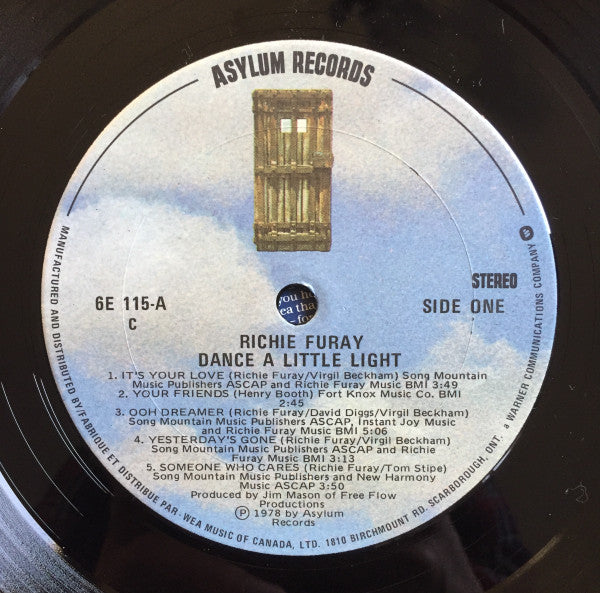 ASYLUM RECORDS
STEREO
6E 115-A
C
SIDE ONE
you
ea tha
-for
RICHIE FURAY
DANCE A LITTLE LIGHT
1. IT'S YOUR LOVE (Richie Furay/Virgil Beckham) Song Mountain
Music Publishers ASCAP and Richie Furay Music BMI 3:49
2. YOUR FRIENDS (Henry Booth) Fort Knox Music Co. BMI
2:45
3. OOH DREAMER (Richie Furay/David Diggs/Virgil Beckham)
Song Mountain Music Publishers ASCAP, Instant Joy Music
and Richie Furay Music BMI 5:06
4. YESTERDAY'S GONE (Richie Furay/Virgil Beckham)
Song Mountain Music Publishers ASCAP and Richie
Furay Music BMI 3:13
5. SOMEONE WHO CARES (Richie Furay/Tom Stipe)
Song Mountain Music Publishers and New Harmony
Music ASCAP 3:50
Produced by Jim Mason of Free Flow
Productions
Ⓟ 1978 by Asylum
Records
MANUFACTURED AND DISTRIBUTED BY/FABRIQUE ET DISTRIBUE PAR: WEA MUSIC OF CANADA, LTD. 1810 BIRCHMOUNT RD. SCARBOROUGH, ONT. a WARNER COMMUNICATIONS COMPANY